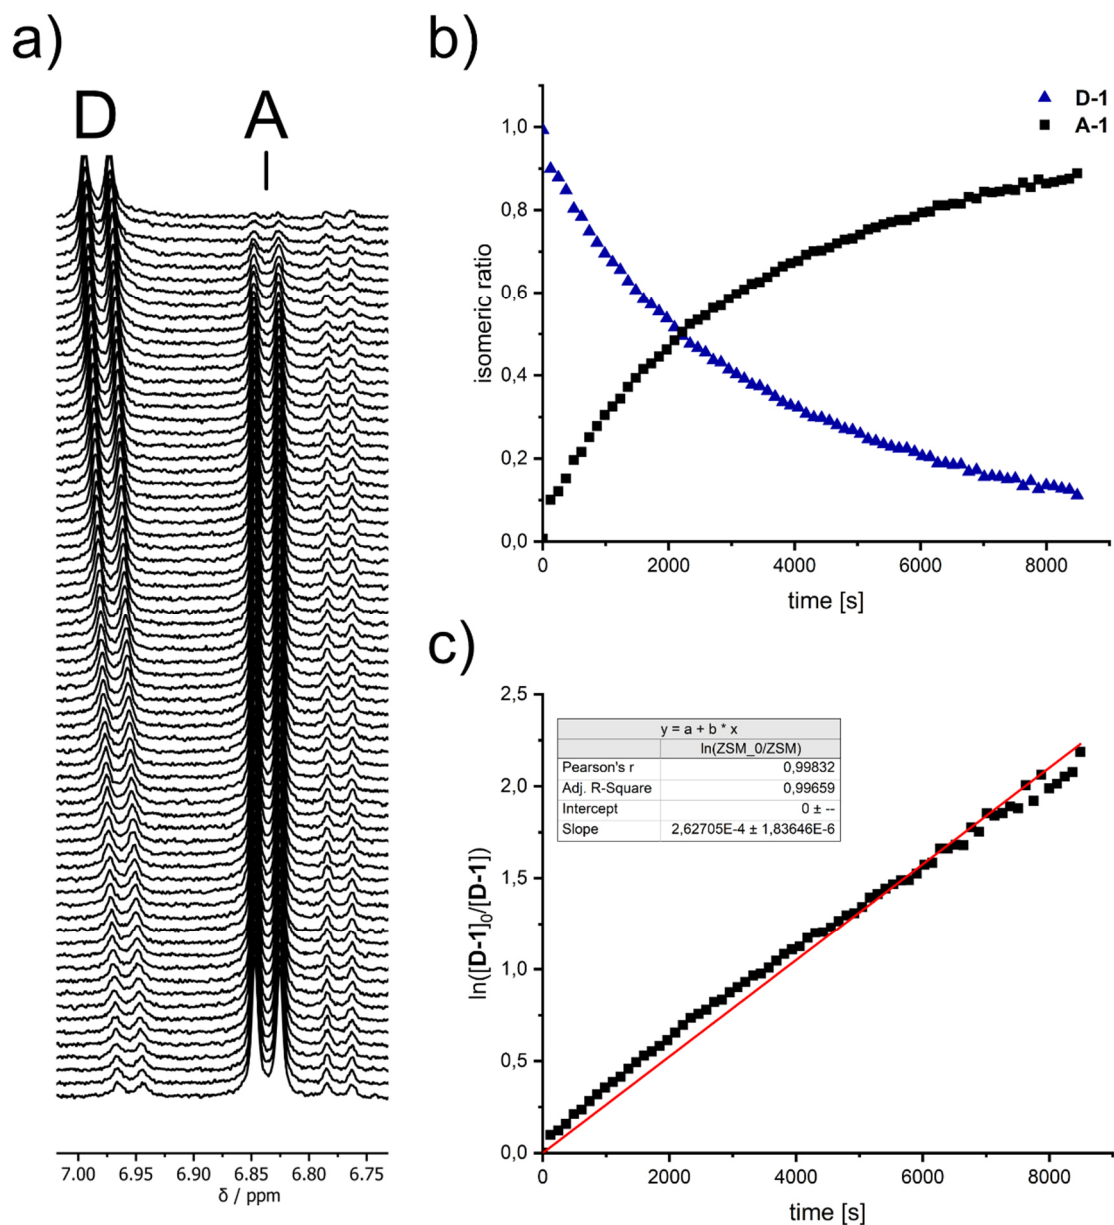 a)
D A
7.00 6.95 6.90 6.85 6.80 6.75
δ / ppm
b)
D-1
A-1
1,0
0,8
0,6
0,4
0,2
0,0
isomeric ratio
0 2000 4000 6000 8000
time [s]
c)
2,5
2,0
1,5
1,0
0,5
0,0
ln([D-1]₀/[D-1])
y = a + b * x
ln(ZSM_0/ZSM)
Pearson's r 0,99832
Adj. R-Square 0,99659
Intercept 0 ± --
Slope 2,62705E-4 ± 1,83646E-6
0 2000 4000 6000 8000
time [s]